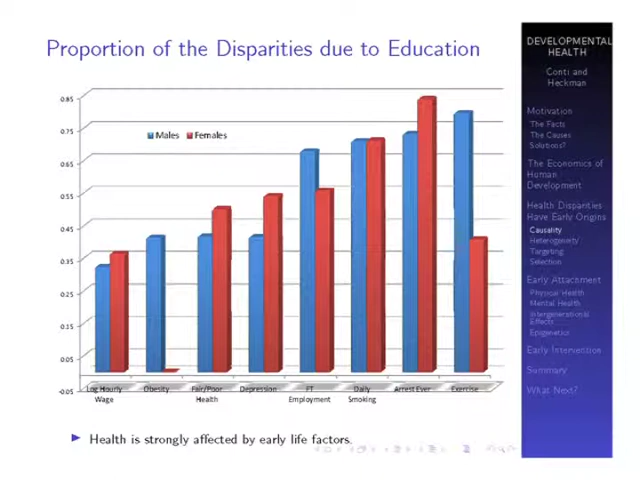 Proportion of the Disparities due to Education
0.85
0.75
0.65
0.55
0.45
0.35
0.25
0.15
0.05
-0.05
Males Females
Log Hourly Wage
Obesity
Fair/Poor Health
Depression
FT Employment
Daily Smoking
Arrest Ever
Exercise
Health is strongly affected by early life factors.
DEVELOPMENTAL
HEALTH
Conti and
Heckman
Motivation
The Facts
The Causes
Solutions?
The Economics of
Human
Development
Health Disparities
Have Early Origins
Causality
Heterogeneity
Targeting
Selection
Early Attachment
Physical Health
Mental Health
Intergenerational
Effects
Epigenetics
Early Intervention
Summary
What Next?